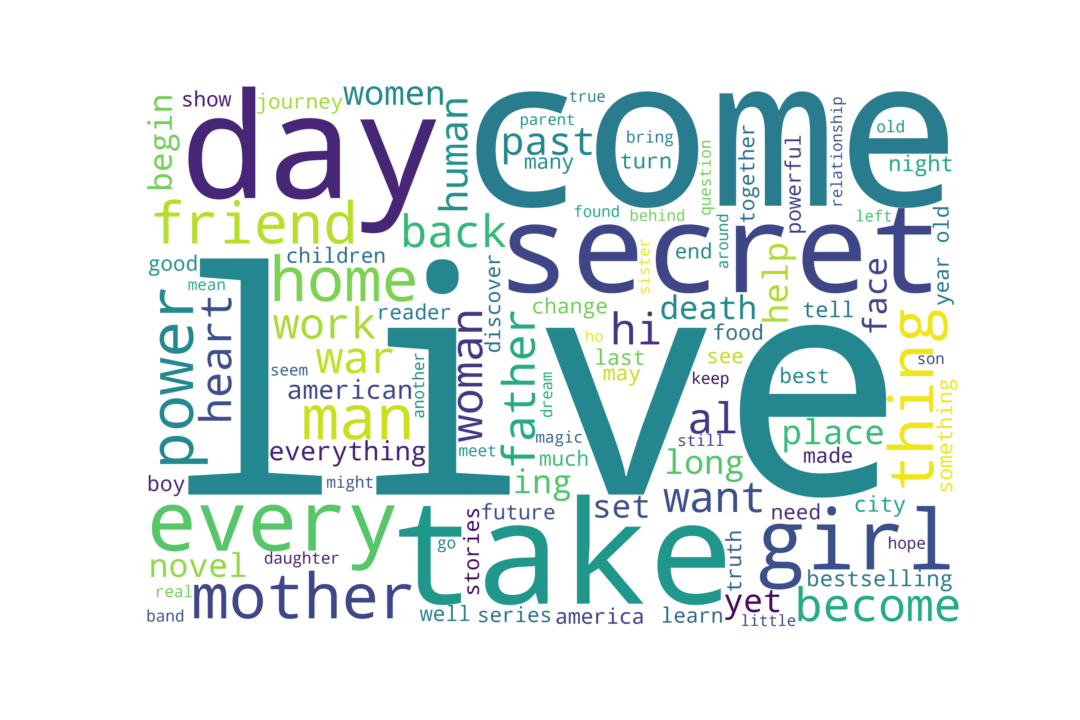 show
journey
women
day
come
true
parent
past
many
bring
turn
old
night
begin
human
question
together
powerful
relationship
friend
back
found
behind
left
secret
year old
good
children
mean
home
discover
sister
end
around
help
face
live
power
heart
work
reader
war
seem
american
man
another
everything
woman
father
change
hi
death
tell
thing
ho
food
last
see
may
dream
keep
best
son
something
al
magic
still
place
meet
much
made
long
ing
boy
might
every
future
set
want
need
city
take
go
stories
girl
hope
novel
daughter
truth
bestselling
real
mother
yet
become
band
well
series
america
learn
little